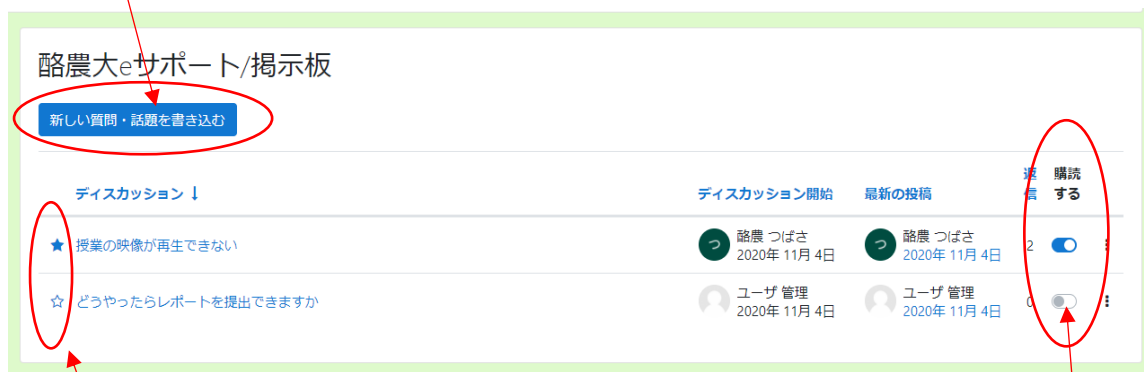 酪農大eサポート/掲示板
新しい質問・話題を書き込む
ディスカッション ↓ ディスカッション開始 最新の投稿 返信 購読する
★ 授業の映像が再生できない つ 酪農 つばさ 2020年 11月 4日 つ 酪農 つばさ 2020年 11月 4日 2
☆ どうやったらレポートを提出できますか ユーザ 管理 2020年 11月 4日 ユーザ 管理 2020年 11月 4日 0